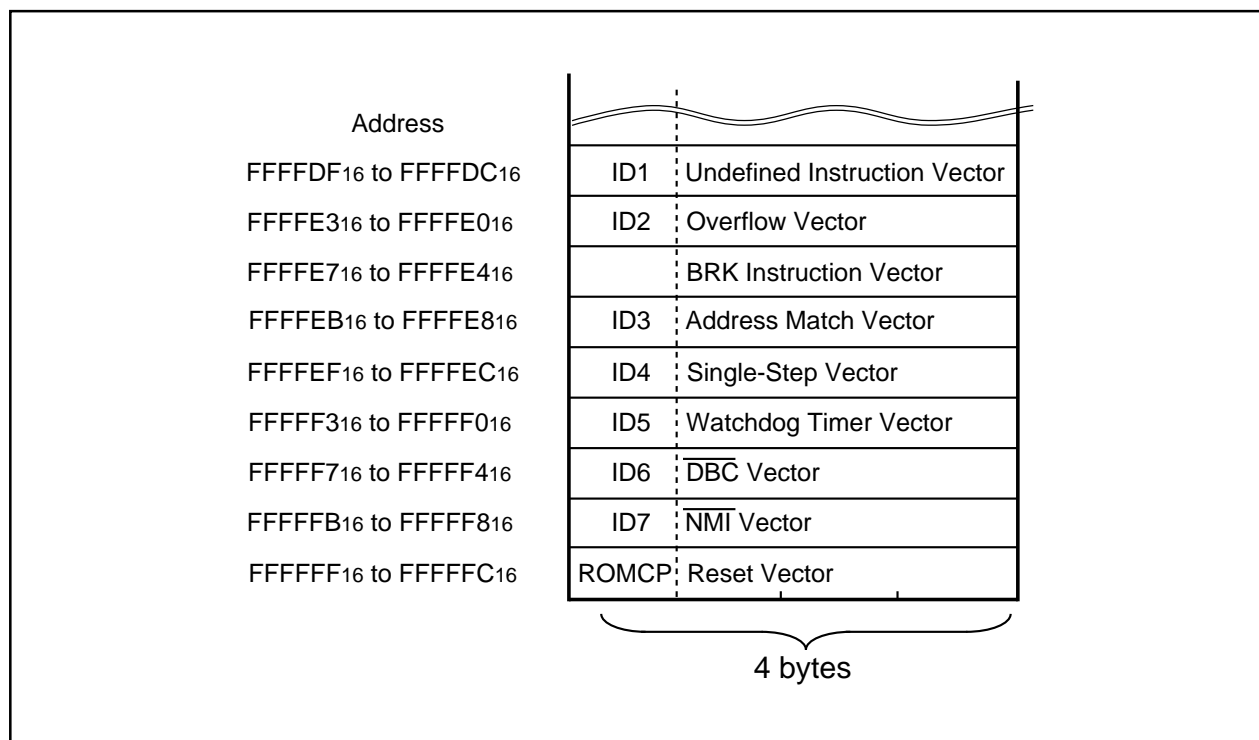 Address
FFFFDF16 to FFFFDC16 ID1 Undefined Instruction Vector
FFFFE316 to FFFFE016 ID2 Overflow Vector
FFFFE716 to FFFFE416 BRK Instruction Vector
FFFFEB16 to FFFFE816 ID3 Address Match Vector
FFFFEF16 to FFFFEC16 ID4 Single-Step Vector
FFFFF316 to FFFFF016 ID5 Watchdog Timer Vector
FFFFF716 to FFFFF416 ID6 D̅B̅C̅ Vector
FFFFFB16 to FFFFF816 ID7 N̅M̅I̅ Vector
FFFFFF16 to FFFFFC16 ROMCP Reset Vector
4 bytes